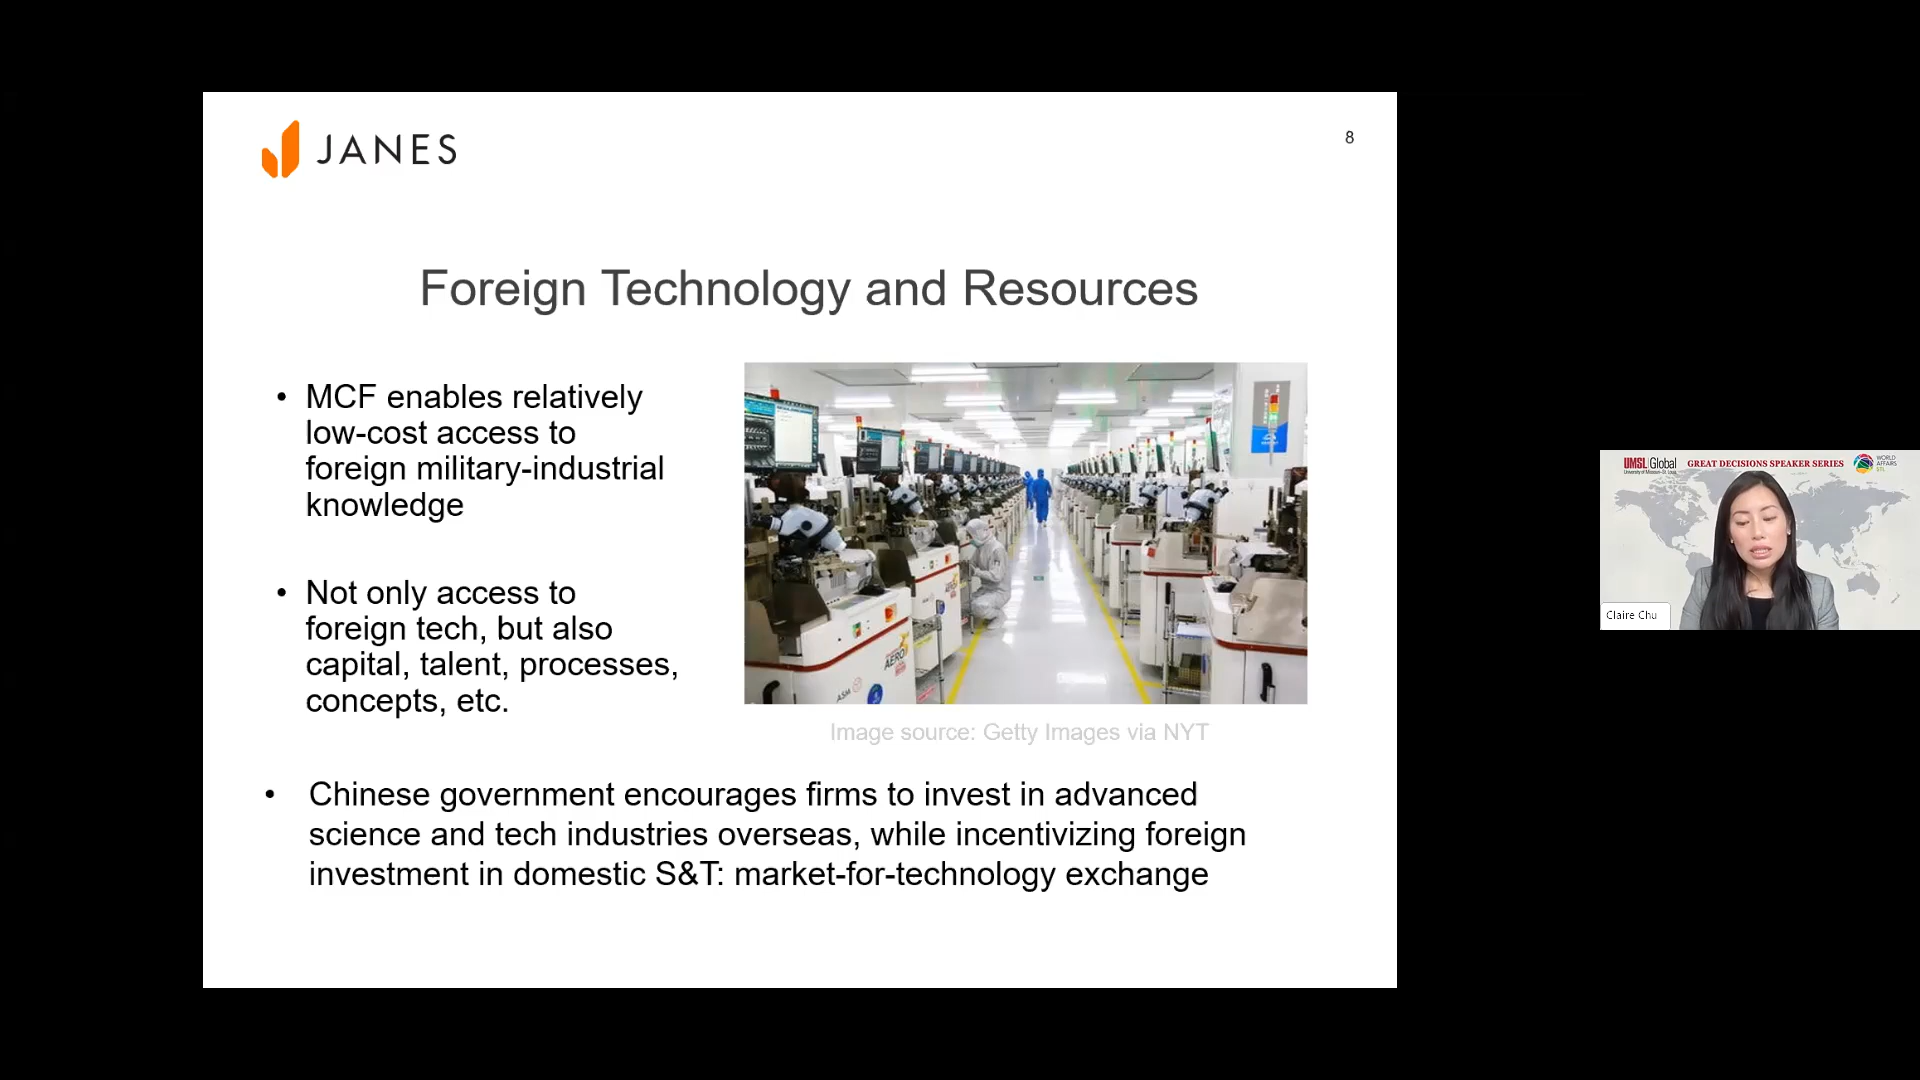 JANES
8
Foreign Technology and Resources
• MCF enables relatively
low-cost access to
foreign military-industrial
knowledge
• Not only access to
foreign tech, but also
capital, talent, processes,
concepts, etc.
AERO
ASM
Image source: Getty Images via NYT
• Chinese government encourages firms to invest in advanced
science and tech industries overseas, while incentivizing foreign
investment in domestic S&T: market-for-technology exchange
UMSL Global
University of Missouri–St. Louis
GREAT DECISIONS SPEAKER SERIES
WORLD
AFFAIRS
STL
Claire Chu